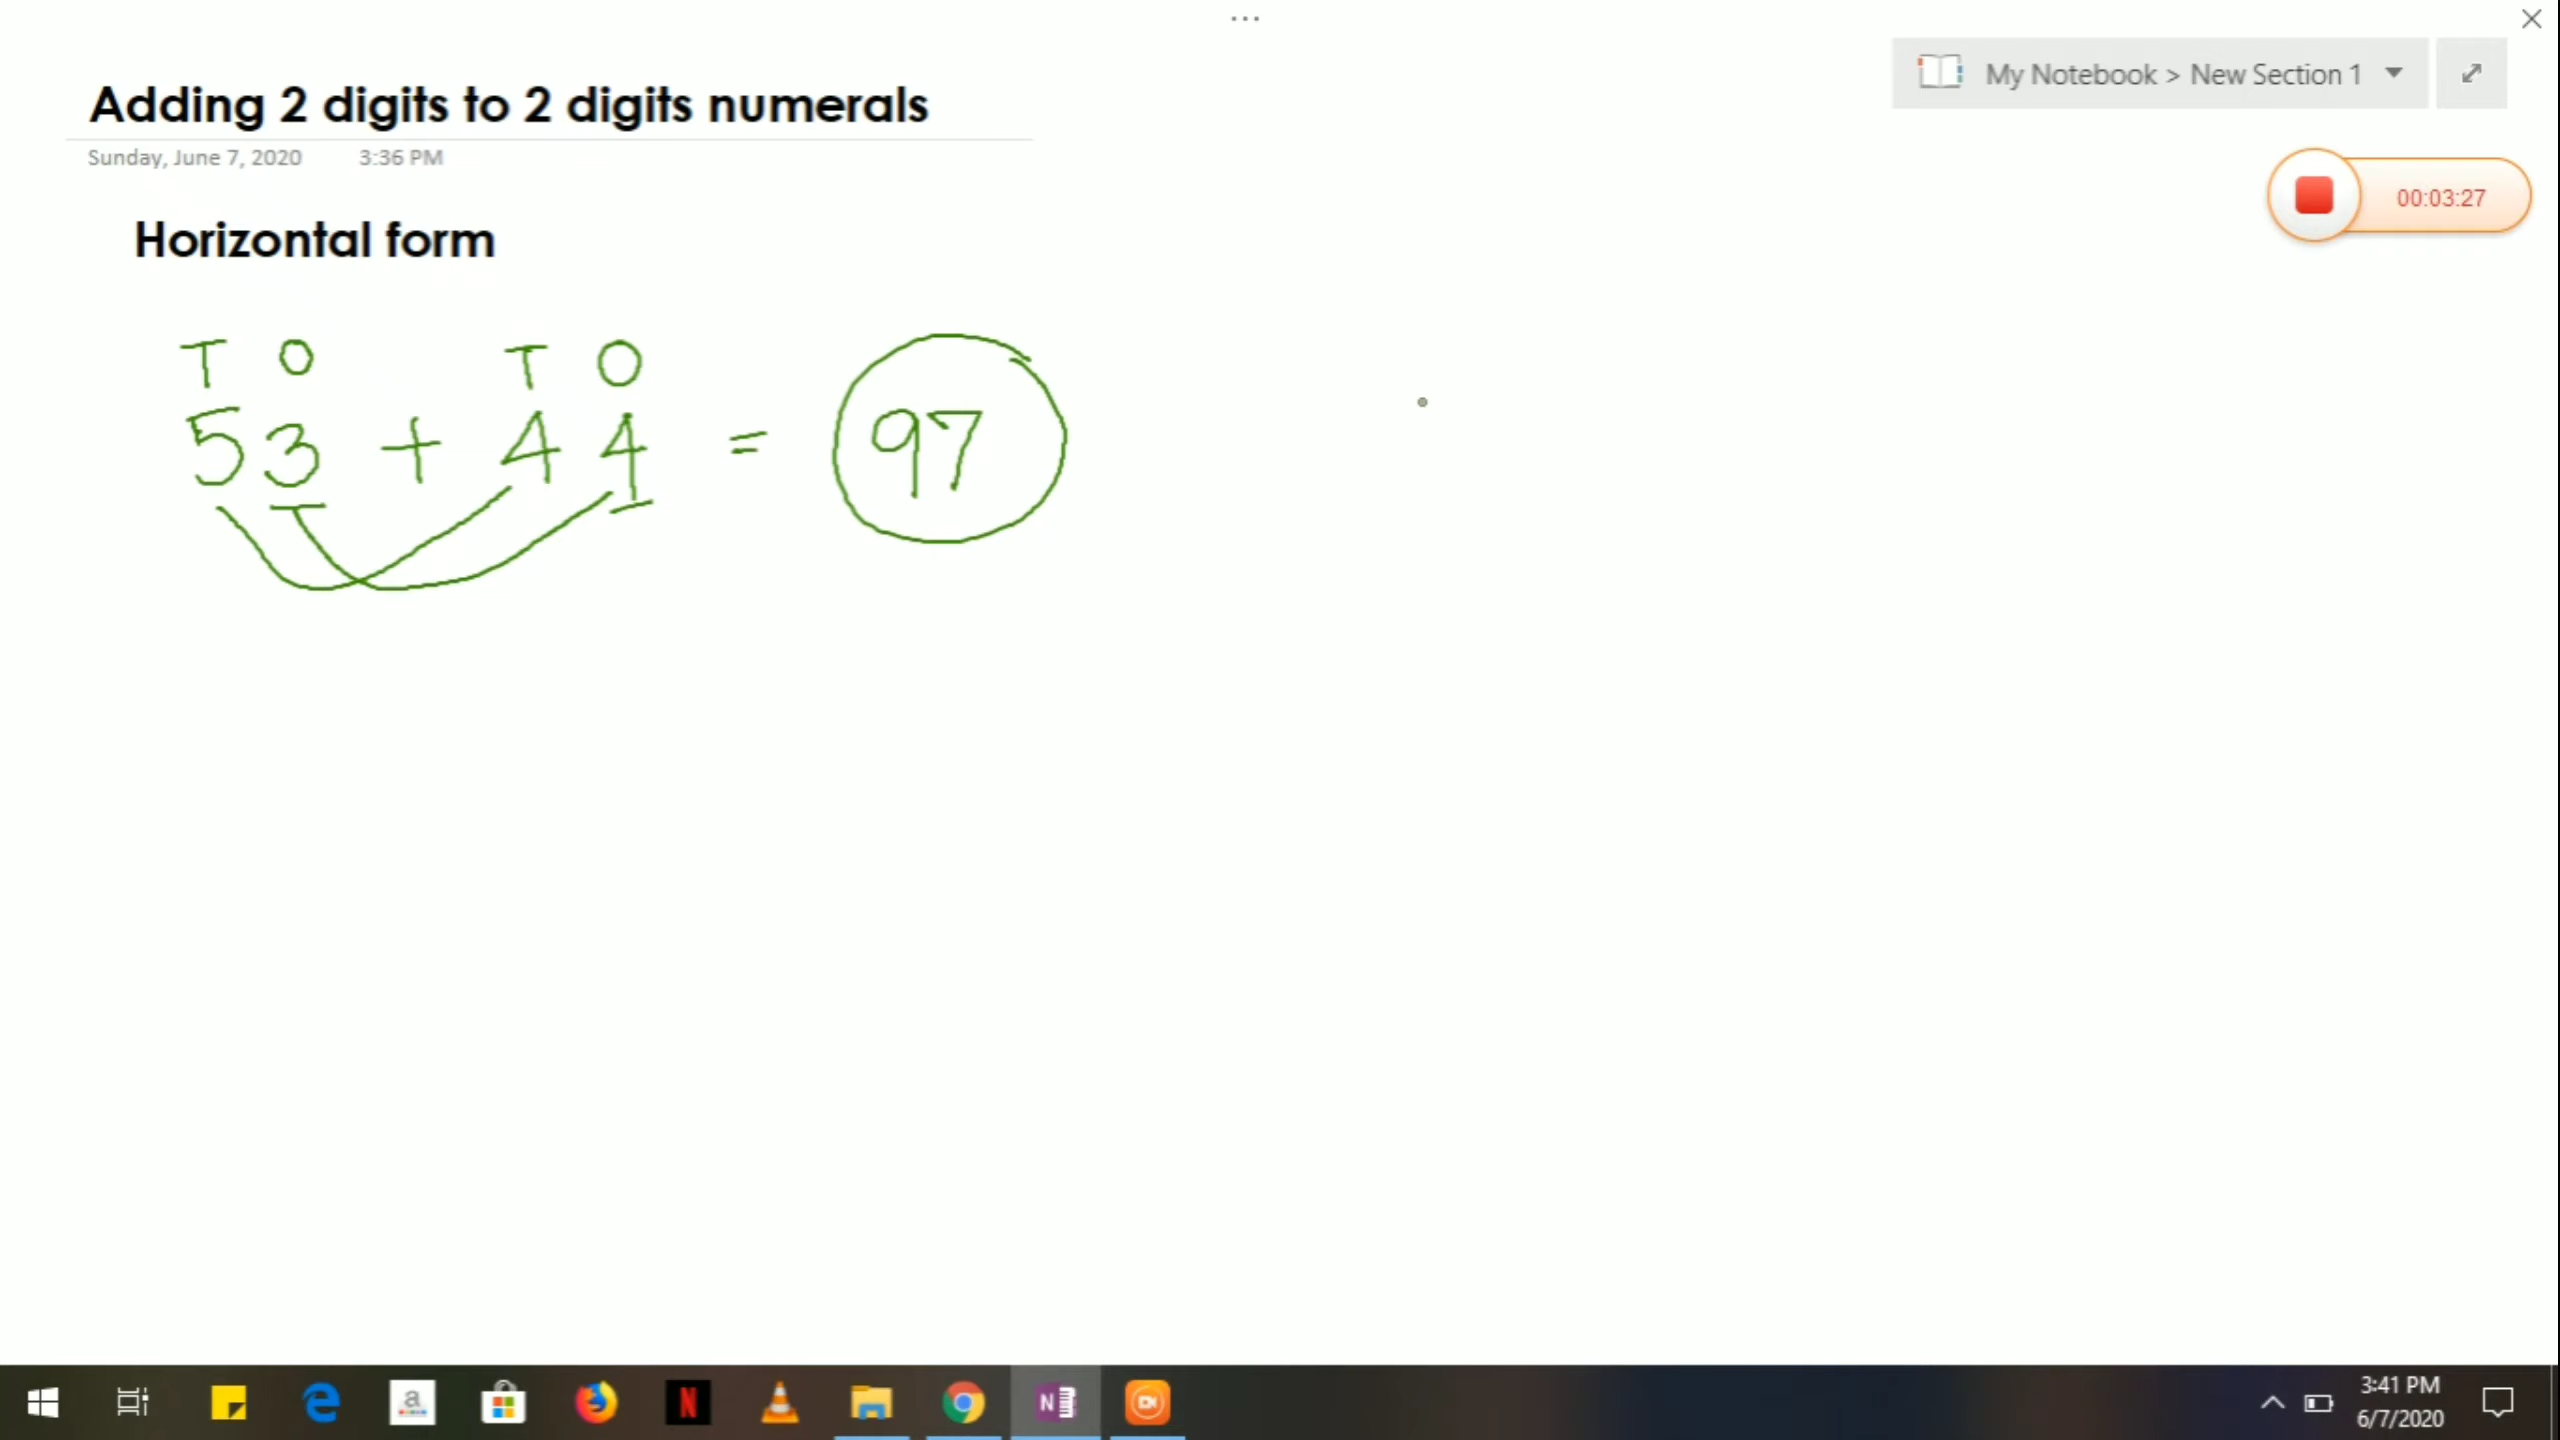 My Notebook > New Section 1
Adding 2 digits to 2 digits numerals
Sunday, June 7, 2020 3:36 PM
00:03:27
Horizontal form
T O T O
53 + 44 = 97
a
N
N
3:41 PM
6/7/2020